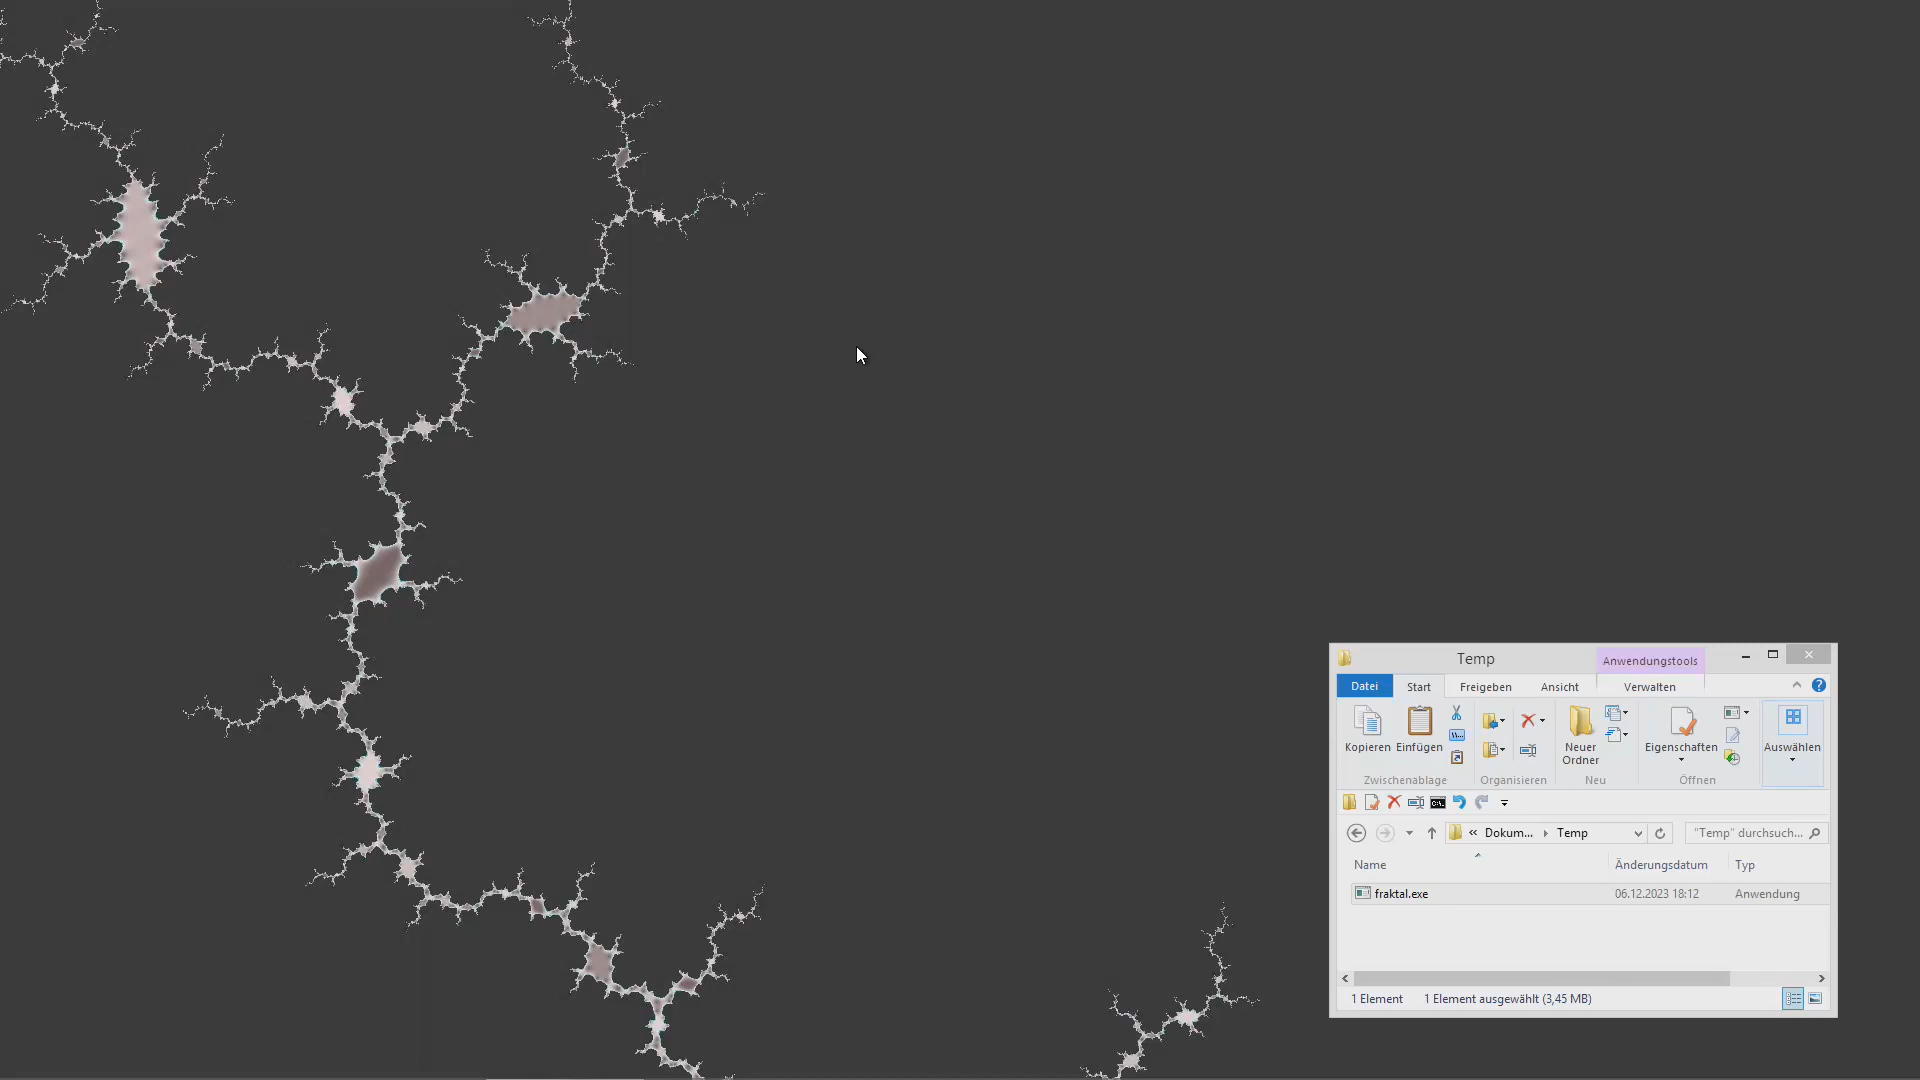 Temp
Anwendungstools
Datei Start Freigeben Ansicht Verwalten
Kopieren Einfügen Neuer Ordner Eigenschaften Auswählen
Zwischenablage Organisieren Neu Öffnen
« Dokum... Temp "Temp" durchsuch...
Name Änderungsdatum Typ
fraktal.exe 06.12.2023 18:12 Anwendung
1 Element 1 Element ausgewählt (3,45 MB)